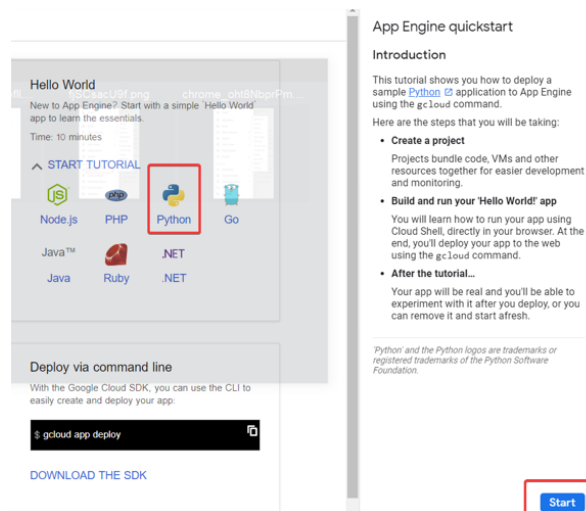 Hello World
New to App Engine? Start with a simple 'Hello World'
app to learn the essentials.
Time: 10 minutes
START TUTORIAL
JS
php
Node.js
PHP
Python
Go
Java™
.NET
Java
Ruby
.NET
Deploy via command line
With the Google Cloud SDK, you can use the CLI to
easily create and deploy your app:
$ gcloud app deploy
DOWNLOAD THE SDK
App Engine quickstart
Introduction
This tutorial shows you how to deploy a
sample Python application to App Engine
using the gcloud command.
Here are the steps that you will be taking:
• Create a project
Projects bundle code, VMs and other
resources together for easier development
and monitoring.
• Build and run your 'Hello World!' app
You will learn how to run your app using
Cloud Shell, directly in your browser. At the
end, you'll deploy your app to the web
using the gcloud command.
• After the tutorial...
Your app will be real and you'll be able to
experiment with it after you deploy, or you
can remove it and start afresh.
'Python' and the Python logos are trademarks or
registered trademarks of the Python Software
Foundation.
Start